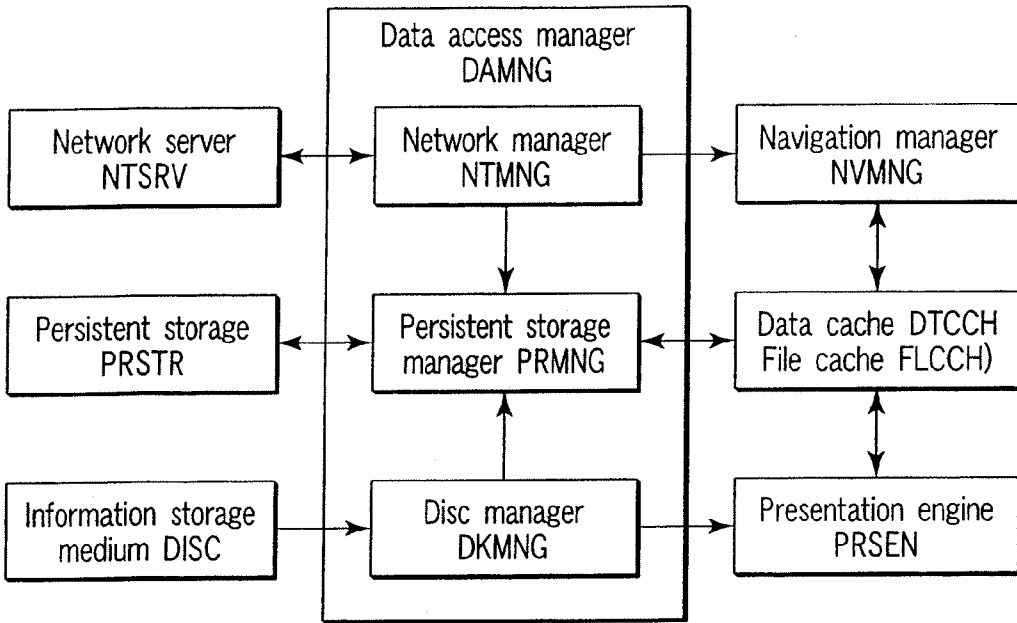 Data access manager
DAMNG
Network server
NTSRV
Network manager
NTMNG
Navigation manager
NVMNG
Persistent storage
PRSTR
Persistent storage
manager PRMNG
Data cache DTCCH
File cache FLCCH)
Information storage
medium DISC
Disc manager
DKMNG
Presentation engine
PRSEN